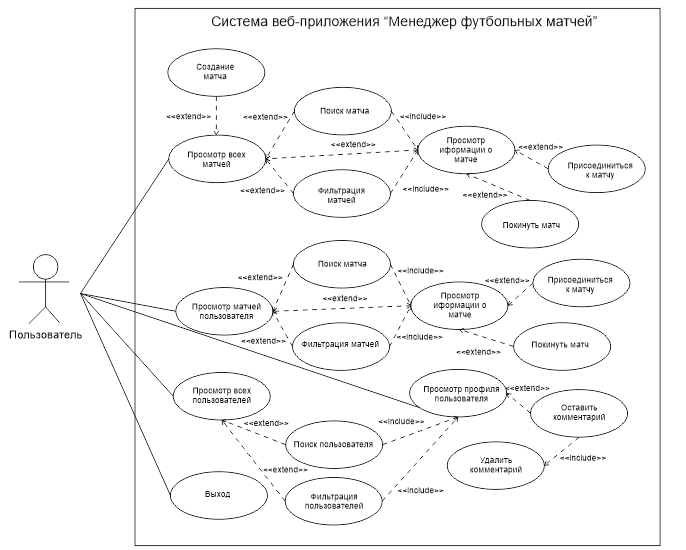 Система веб-приложения “Менеджер футбольных матчей”
Создание
матча
<<extend>>
Просмотр всех
матчей
<<extend>>
Поиск матча
<<include>>
<<extend>>
<<extend>>
Фильтрация
матчей
<<include>>
Просмотр
иформации о
матче
<<extend>>
Присоединиться
к матчу
<<extend>>
Покинуть матч
Пользователь
Просмотр матчей
пользователя
<<extend>>
Поиск матча
<<include>>
<<extend>>
<<extend>>
Фильтрация матчей
<<include>>
Просмотр
иформации о
матче
<<extend>>
Присоединиться
к матчу
<<extend>>
Покинуть матч
Просмотр всех
пользователей
<<extend>>
Поиск пользователя
<<include>>
<<extend>>
Фильтрация
пользователей
<<include>>
Просмотр профиля
пользователя
<<extend>>
Оставить
комментарий
<<include>>
Удалить
комментарий
Выход